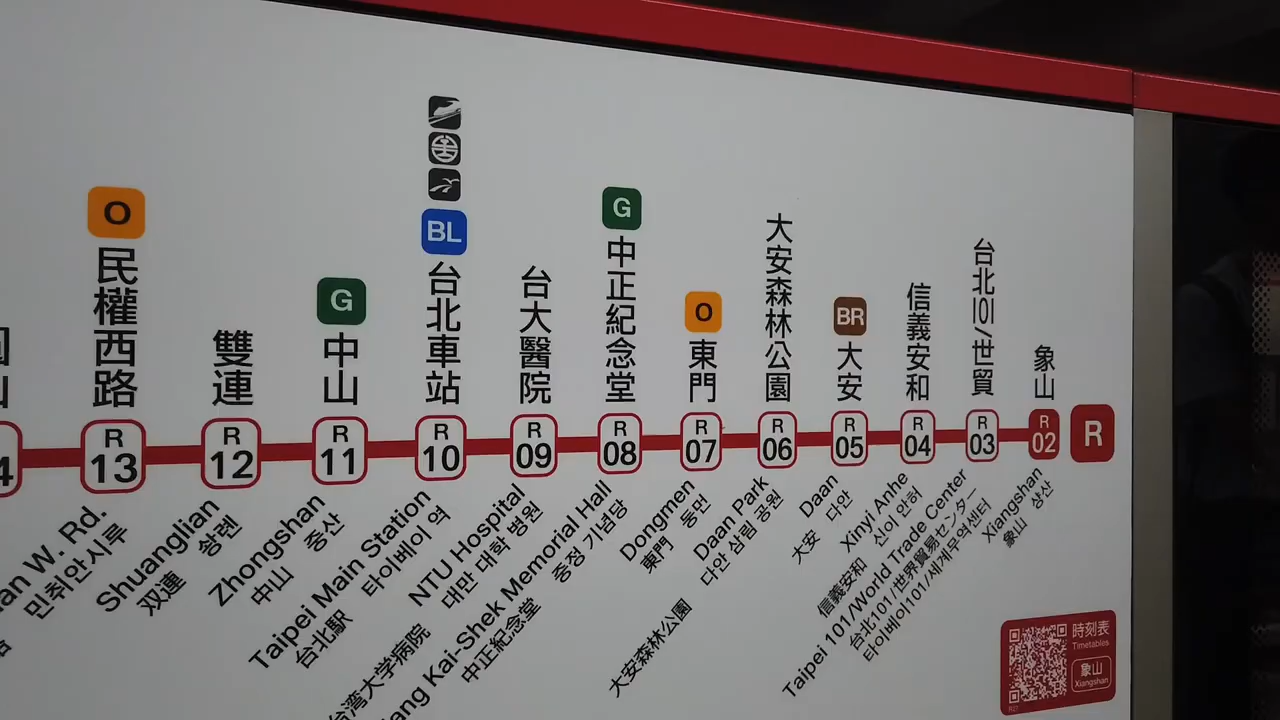 O
民權西路
R
13
雙連
R
12
G
中山
R
11
BL
台北車站
R
10
台大醫院
R
09
G
中正紀念堂
R
08
O
東門
R
07
大安森林公園
R
06
BR
大安
R
05
信義安和
R
04
台北101/世貿
R
03
象山
R
02
R
山
4
W. Rd.
민취안시루
Shuanglian
双連
솽롄
Zhongshan
中山
중산
Taipei Main Station
台北駅
타이베이 역
NTU Hospital
台湾大学病院
대만 대학 병원
Kai-Shek Memorial Hall
中正紀念堂
중정 기념당
Dongmen
東門
둥먼
Daan Park
大安森林公園
다안 삼림 공원
Daan
大安
다안
Xinyi Anhe
信義安和
신이 안허
Taipei 101/World Trade Center
台北101/世界貿易センター
타이베이101/세계무역센터
Xiangshan
象山
샹산
時刻表
Timetables
象山
Xiangshan